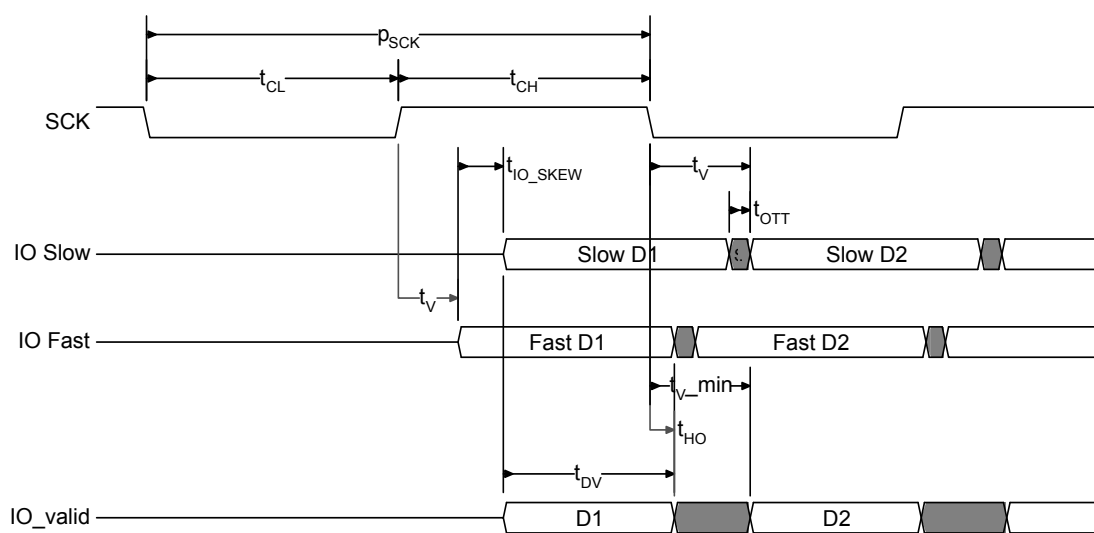 pSCK
tCL tCH
SCK
tIO_SKEW tV
tOTT
IO Slow Slow D1 Slow D2
tV
IO Fast Fast D1 Fast D2
tV_min
tHO
tDV
IO_valid D1 D2